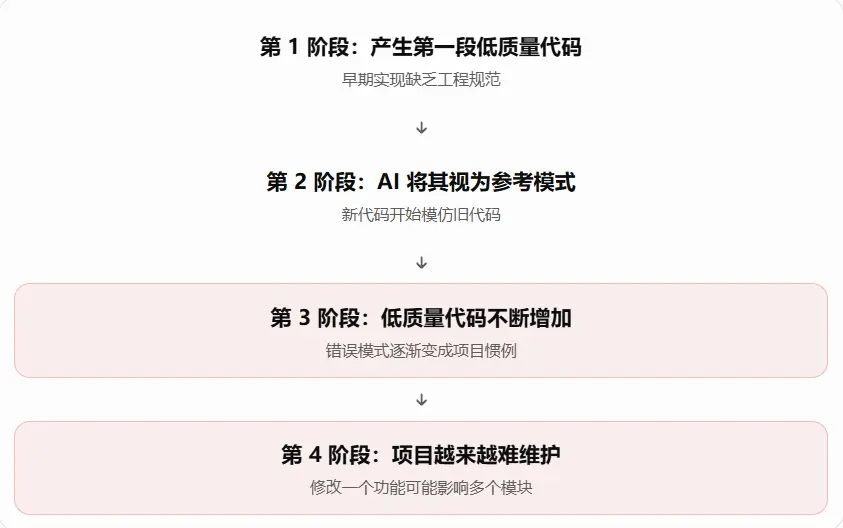 第 1 阶段：产生第一段低质量代码
早期实现缺乏工程规范
↓
第 2 阶段：AI 将其视为参考模式
新代码开始模仿旧代码
↓
第 3 阶段：低质量代码不断增加
错误模式逐渐变成项目惯例
↓
第 4 阶段：项目越来越难维护
修改一个功能可能影响多个模块